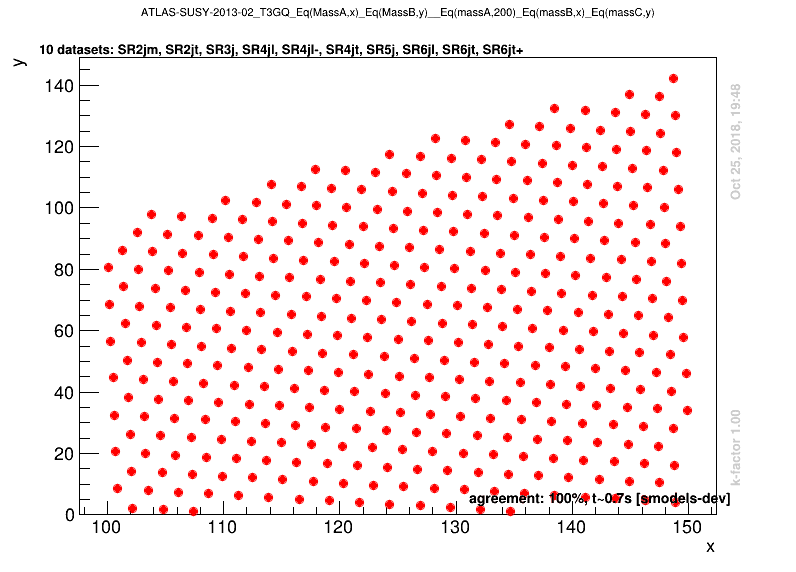 ATLAS-SUSY-2013-02_T3GQ_Eq(MassA,x)_Eq(MassB,y)__Eq(massA,200)_Eq(massB,x)_Eq(massC,y)
10 datasets: SR2jm, SR2jt, SR3j, SR4jl, SR4jl-, SR4jt, SR5j, SR6jl, SR6jt, SR6jt+
y
140
120
100
80
60
40
20
0
100 110 120 130 140 150
x
agreement: 100%, t~0.7s [smodels-dev]
Oct 25, 2018, 19:48
k-factor 1.00